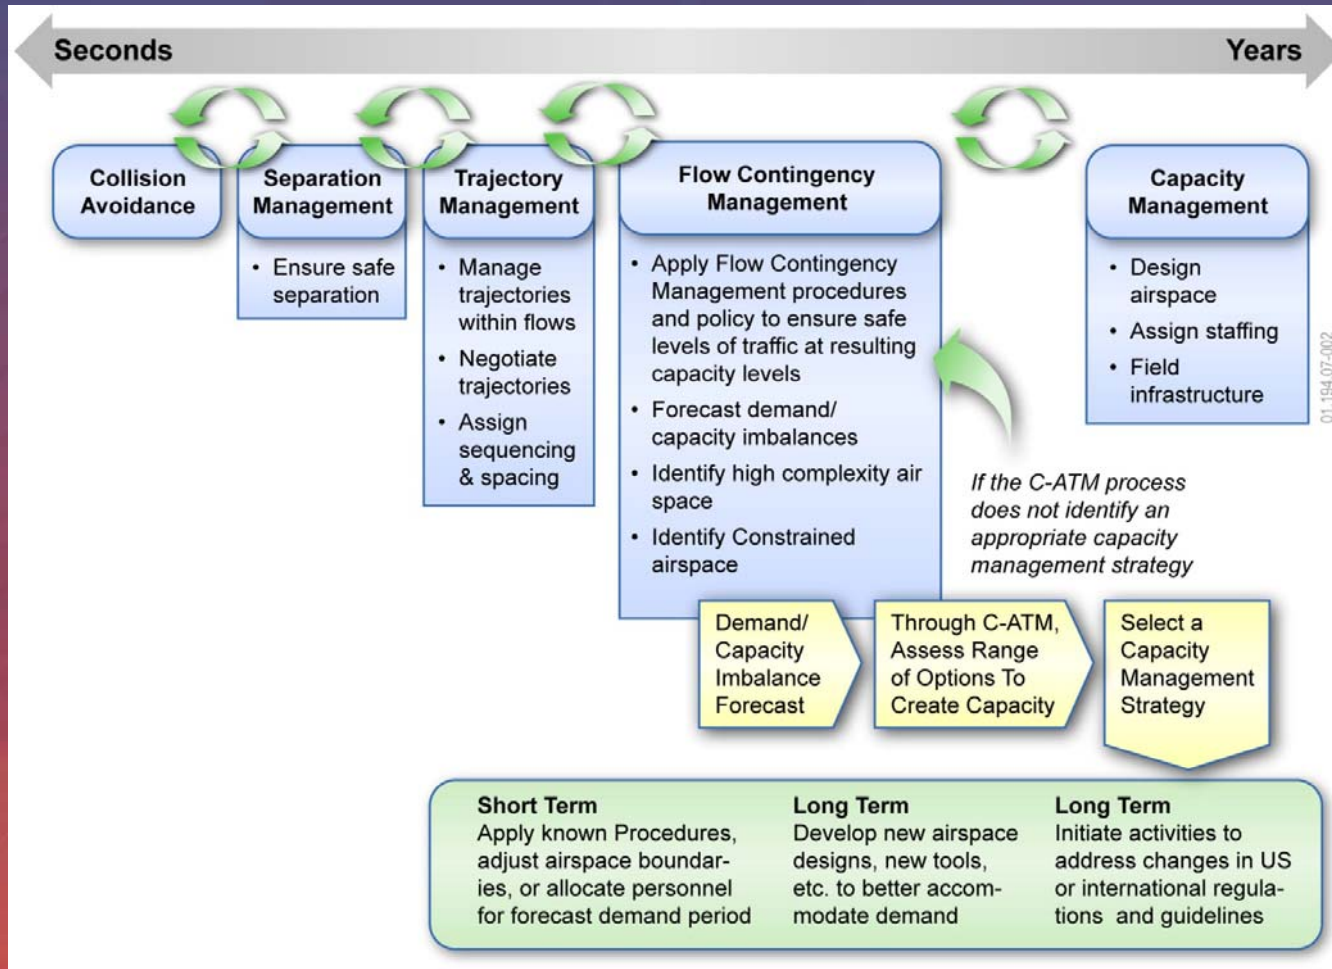 Seconds
Years
Collision
Avoidance
Separation
Management
• Ensure safe
separation
Trajectory
Management
• Manage
trajectories
within flows
• Negotiate
trajectories
• Assign
sequencing
& spacing
Flow Contingency
Management
• Apply Flow Contingency
Management procedures
and policy to ensure safe
levels of traffic at resulting
capacity levels
• Forecast demand/
capacity imbalances
• Identify high complexity air
space
• Identify Constrained
airspace
Capacity
Management
• Design
airspace
• Assign staffing
• Field
infrastructure
01.194.07-002
If the C-ATM process
does not identify an
appropriate capacity
management strategy
Demand/
Capacity
Imbalance
Forecast
Through C-ATM,
Assess Range
of Options To
Create Capacity
Select a
Capacity
Management
Strategy
Short Term
Apply known Procedures,
adjust airspace boundar-
ies, or allocate personnel
for forecast demand period
Long Term
Develop new airspace
designs, new tools,
etc. to better accom-
modate demand
Long Term
Initiate activities to
address changes in US
or international regula-
tions and guidelines